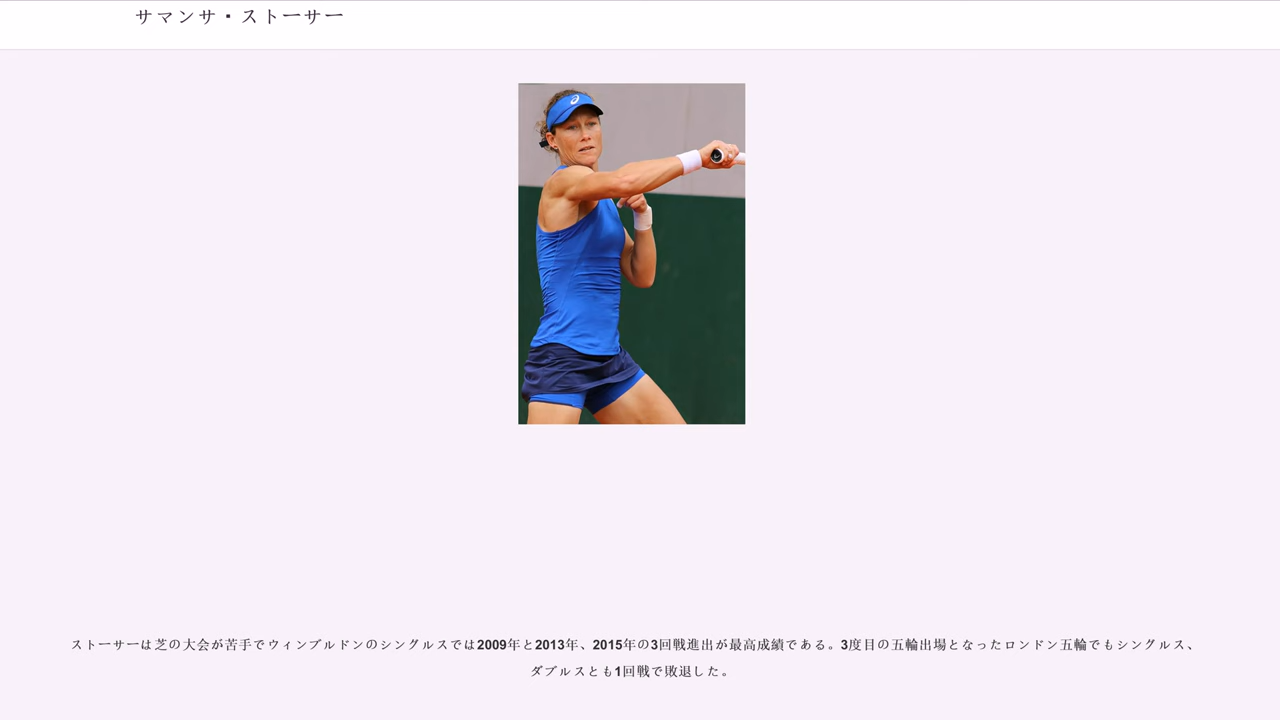 サマンサ・ストーサー
ストーサーは芝の大会が苦手でウィンブルドンのシングルスでは2009年と2013年、2015年の3回戦進出が最高成績である。3度目の五輪出場となったロンドン五輪でもシングルス、
ダブルスとも1回戦で敗退した。